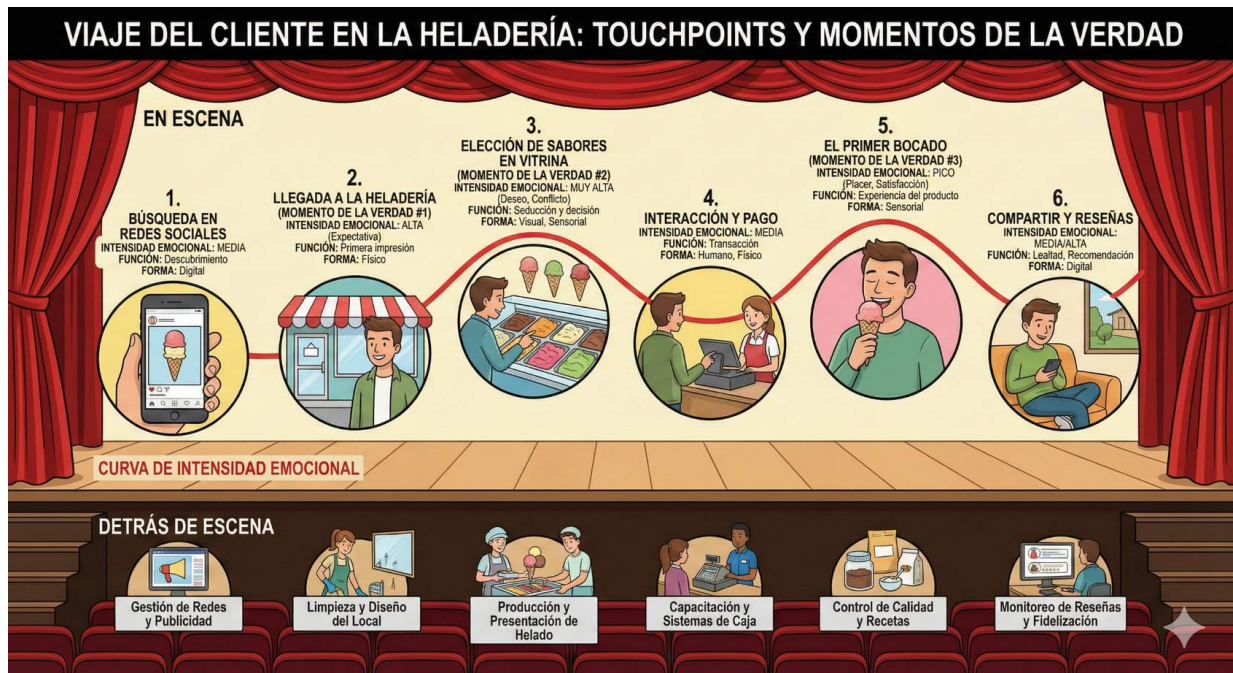 VIAJE DEL CLIENTE EN LA HELADERÍA: TOUCHPOINTS Y MOMENTOS DE LA VERDAD
EN ESCENA
1.
BÚSQUEDA EN
REDES SOCIALES
INTENSIDAD EMOCIONAL: MEDIA
FUNCIÓN: Descubrimiento
FORMA: Digital
2.
LLEGADA A LA HELADERÍA
(MOMENTO DE LA VERDAD #1)
INTENSIDAD EMOCIONAL: ALTA
(Expectativa)
FUNCIÓN: Primera impresión
FORMA: Físico
3.
ELECCIÓN DE SABORES
EN VITRINA
(MOMENTO DE LA VERDAD #2)
INTENSIDAD EMOCIONAL: MUY ALTA
(Deseo, Conflicto)
FUNCIÓN: Seducción y decisión
FORMA: Visual, Sensorial
4.
INTERACCIÓN Y PAGO
INTENSIDAD EMOCIONAL: MEDIA
FUNCIÓN: Transacción
FORMA: Humano, Físico
5.
EL PRIMER BOCADO
(MOMENTO DE LA VERDAD #3)
INTENSIDAD EMOCIONAL: PICO
(Placer, Satisfacción)
FUNCIÓN: Experiencia del producto
FORMA: Sensorial
6.
COMPARTIR Y RESEÑAS
INTENSIDAD EMOCIONAL:
MEDIA/ALTA
FUNCIÓN: Lealtad, Recomendación
FORMA: Digital
CURVA DE INTENSIDAD EMOCIONAL
DETRÁS DE ESCENA
Gestión de Redes
y Publicidad
Limpieza y Diseño
del Local
Producción y
Presentación de
Helado
Capacitación y
Sistemas de Caja
Control de Calidad
y Recetas
Monitoreo de Reseñas
y Fidelización